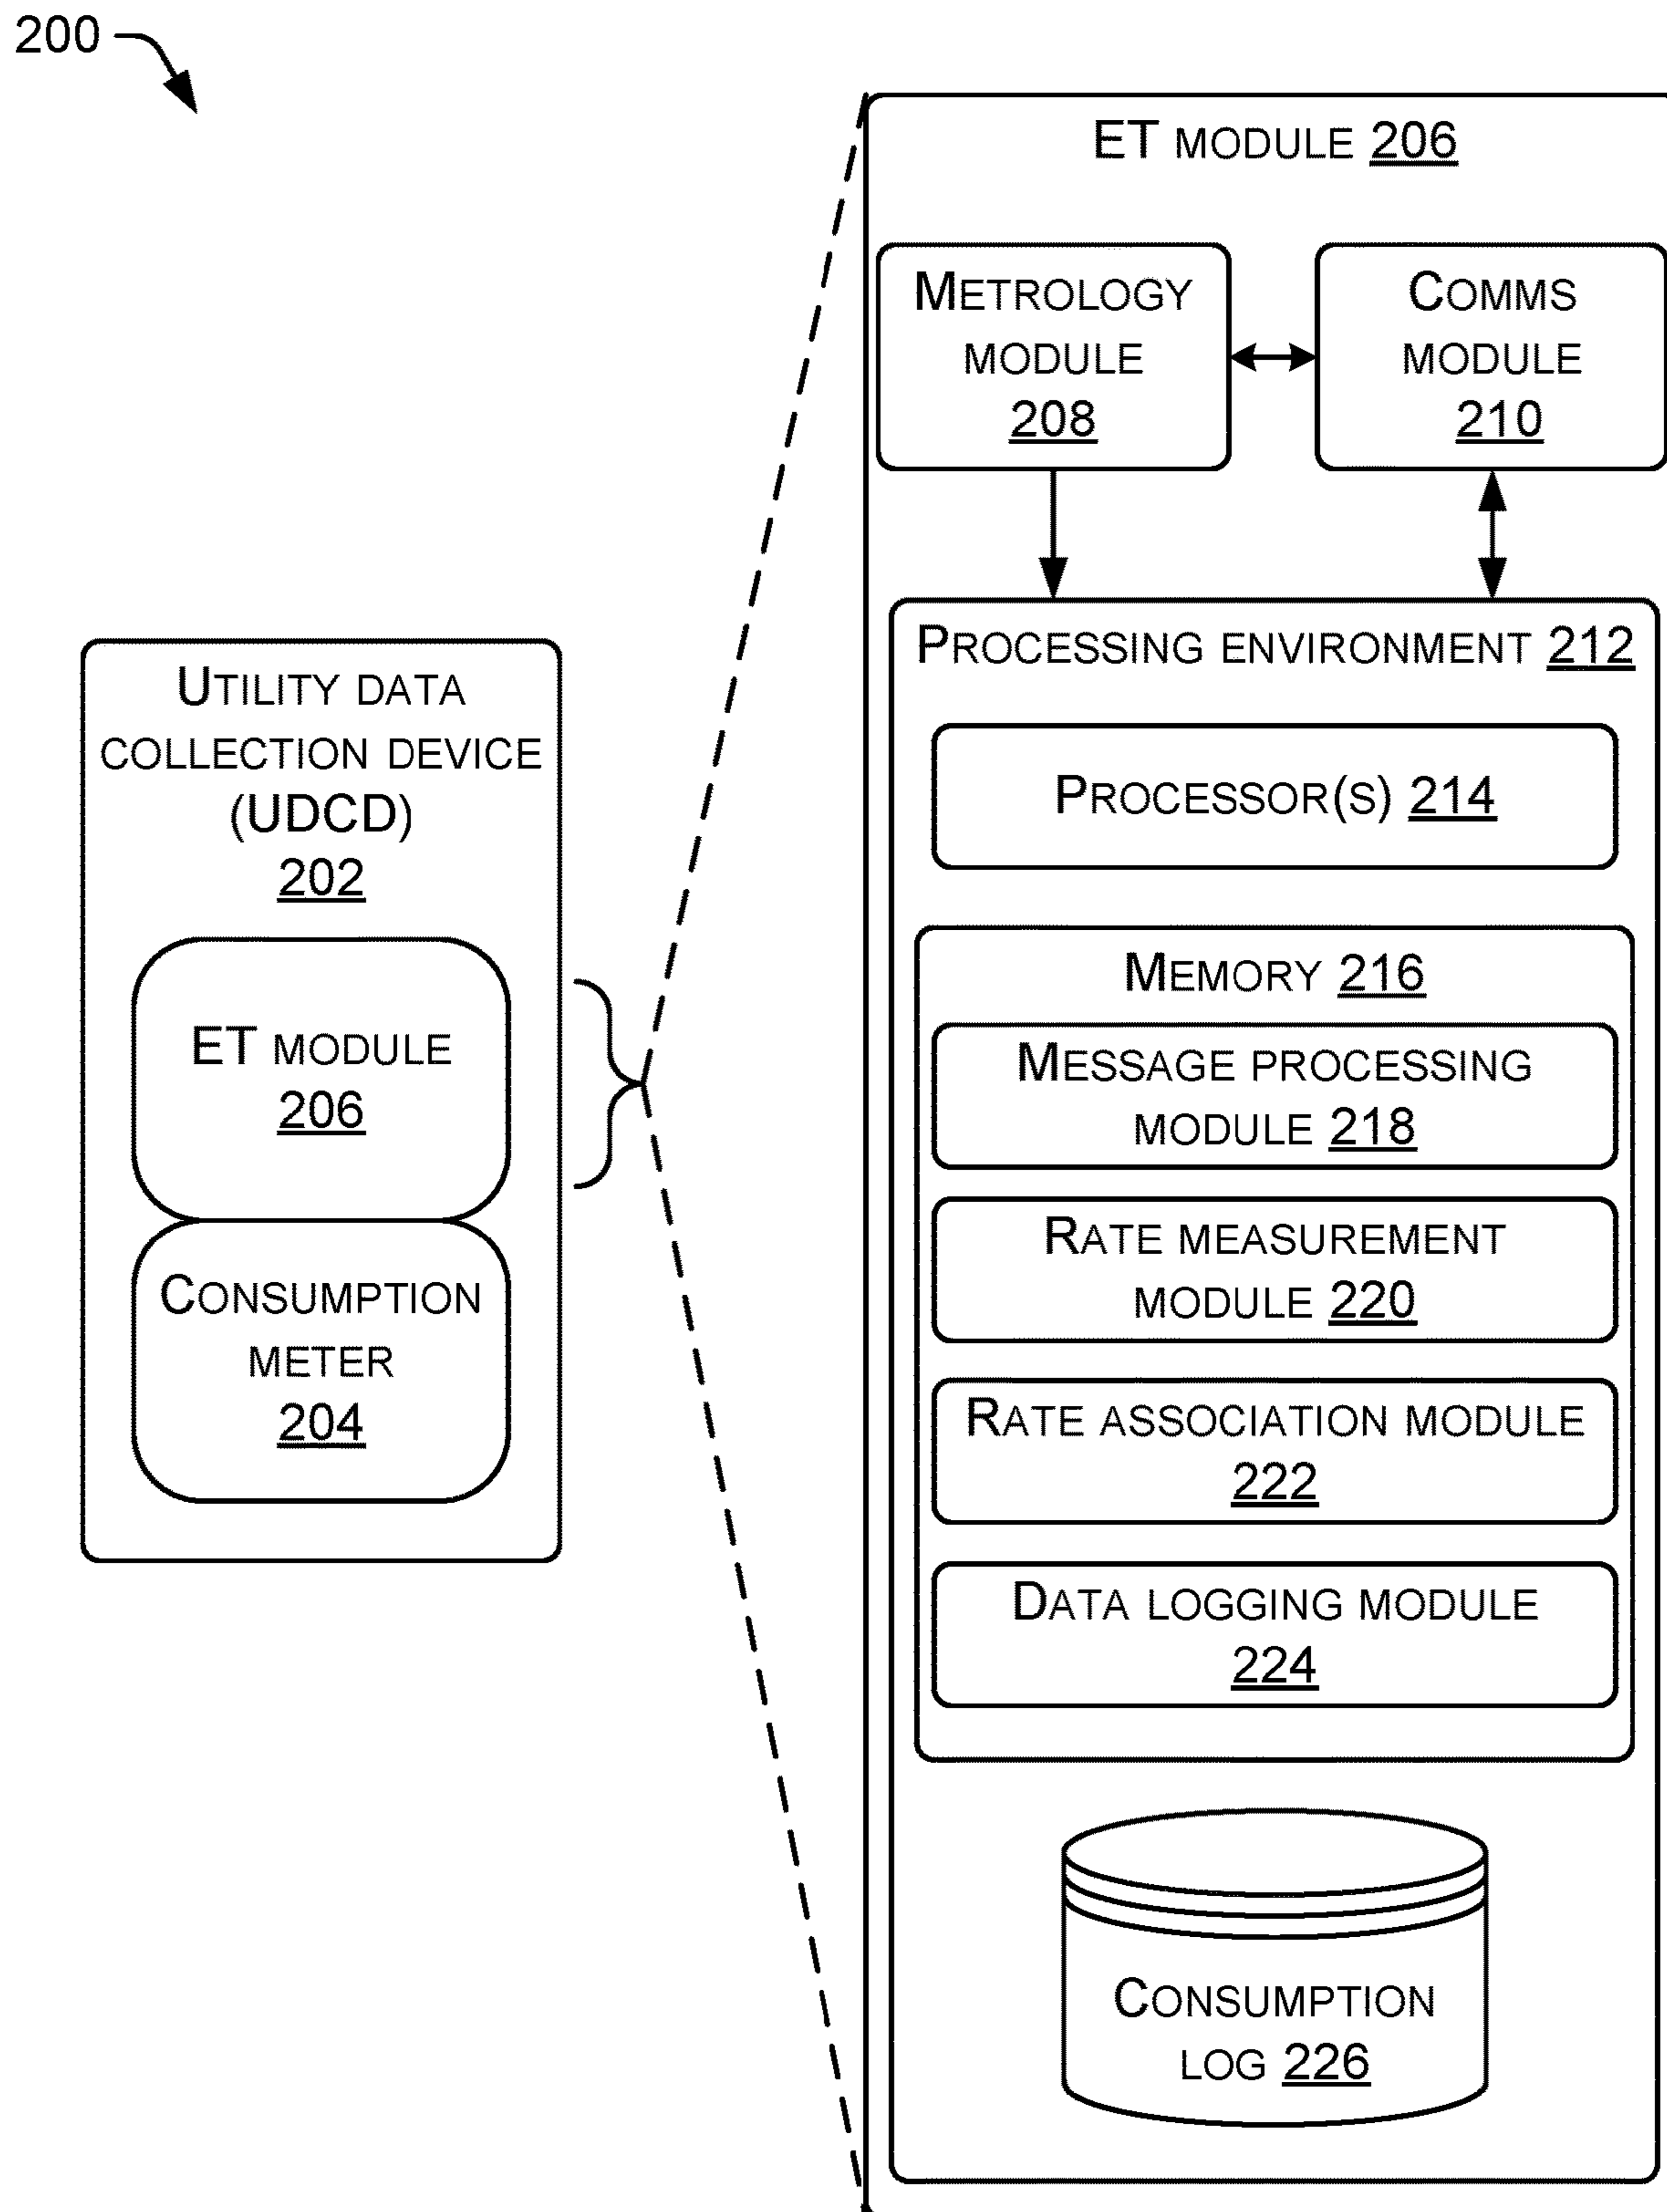 200
UTILITY DATA
COLLECTION DEVICE
(UDCD)
202
ET MODULE
206
CONSUMPTION
METER
204
ET MODULE 206
METROLOGY
MODULE
208
COMMS
MODULE
210
PROCESSING ENVIRONMENT 212
PROCESSOR(S) 214
MEMORY 216
MESSAGE PROCESSING
MODULE 218
RATE MEASUREMENT
MODULE 220
RATE ASSOCIATION MODULE
222
DATA LOGGING MODULE
224
CONSUMPTION
LOG 226